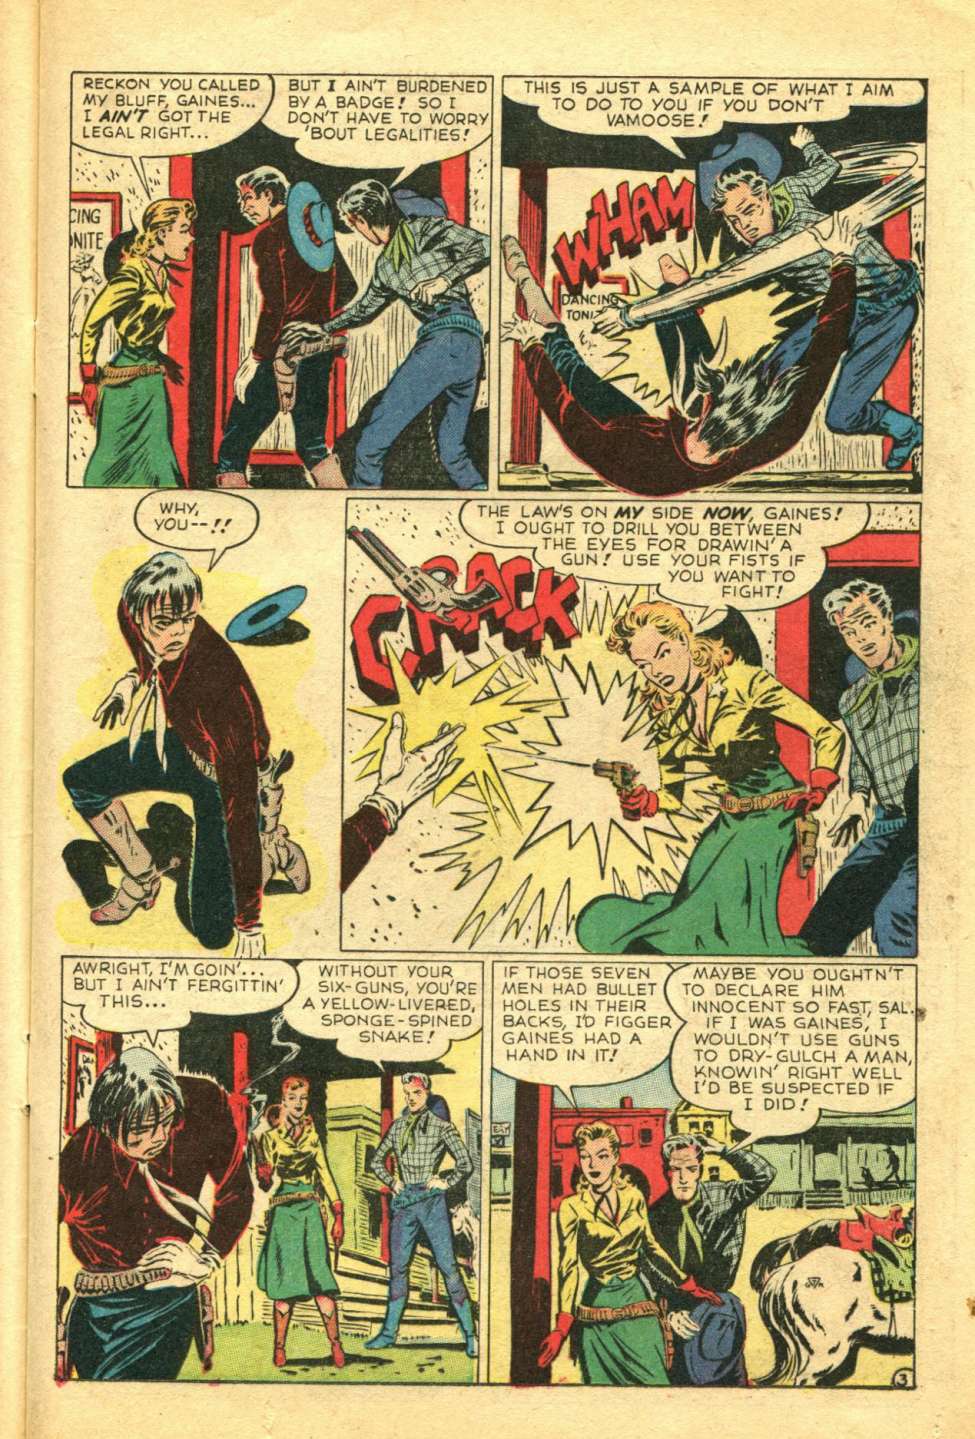 RECKON YOU CALLED
MY BLUFF, GAINES...
I AIN'T GOT THE
LEGAL RIGHT...
BUT I AIN'T BURDENED
BY A BADGE! SO I
DON'T HAVE TO WORRY
'BOUT LEGALITIES!
CING
NITE
THIS IS JUST A SAMPLE OF WHAT I AIM
TO DO TO YOU IF YOU DON'T
VAMOOSE!
WHAM
DANCING
WHY,
YOU--!!
THE LAW'S ON MY SIDE NOW, GAINES!
I OUGHT TO DRILL YOU BETWEEN
THE EYES FOR DRAWIN' A
GUN! USE YOUR FISTS IF
YOU WANT TO
FIGHT!
CRACK
AWRIGHT, I'M GOIN'...
BUT I AIN'T FERGITTIN'
THIS...
WITHOUT YOUR
SIX-GUNS, YOU'RE
A YELLOW-LIVERED,
SPONGE-SPINED
SNAKE!
IF THOSE SEVEN
MEN HAD BULLET
HOLES IN THEIR
BACKS, I'D FIGGER
GAINES HAD A
HAND IN IT!
MAYBE YOU OUGHTN'T
TO DECLARE HIM
INNOCENT SO FAST, SAL.
IF I WAS GAINES, I
WOULDN'T USE GUNS
TO DRY-GULCH A MAN,
KNOWIN' RIGHT WELL
I'D BE SUSPECTED IF
I DID!
3